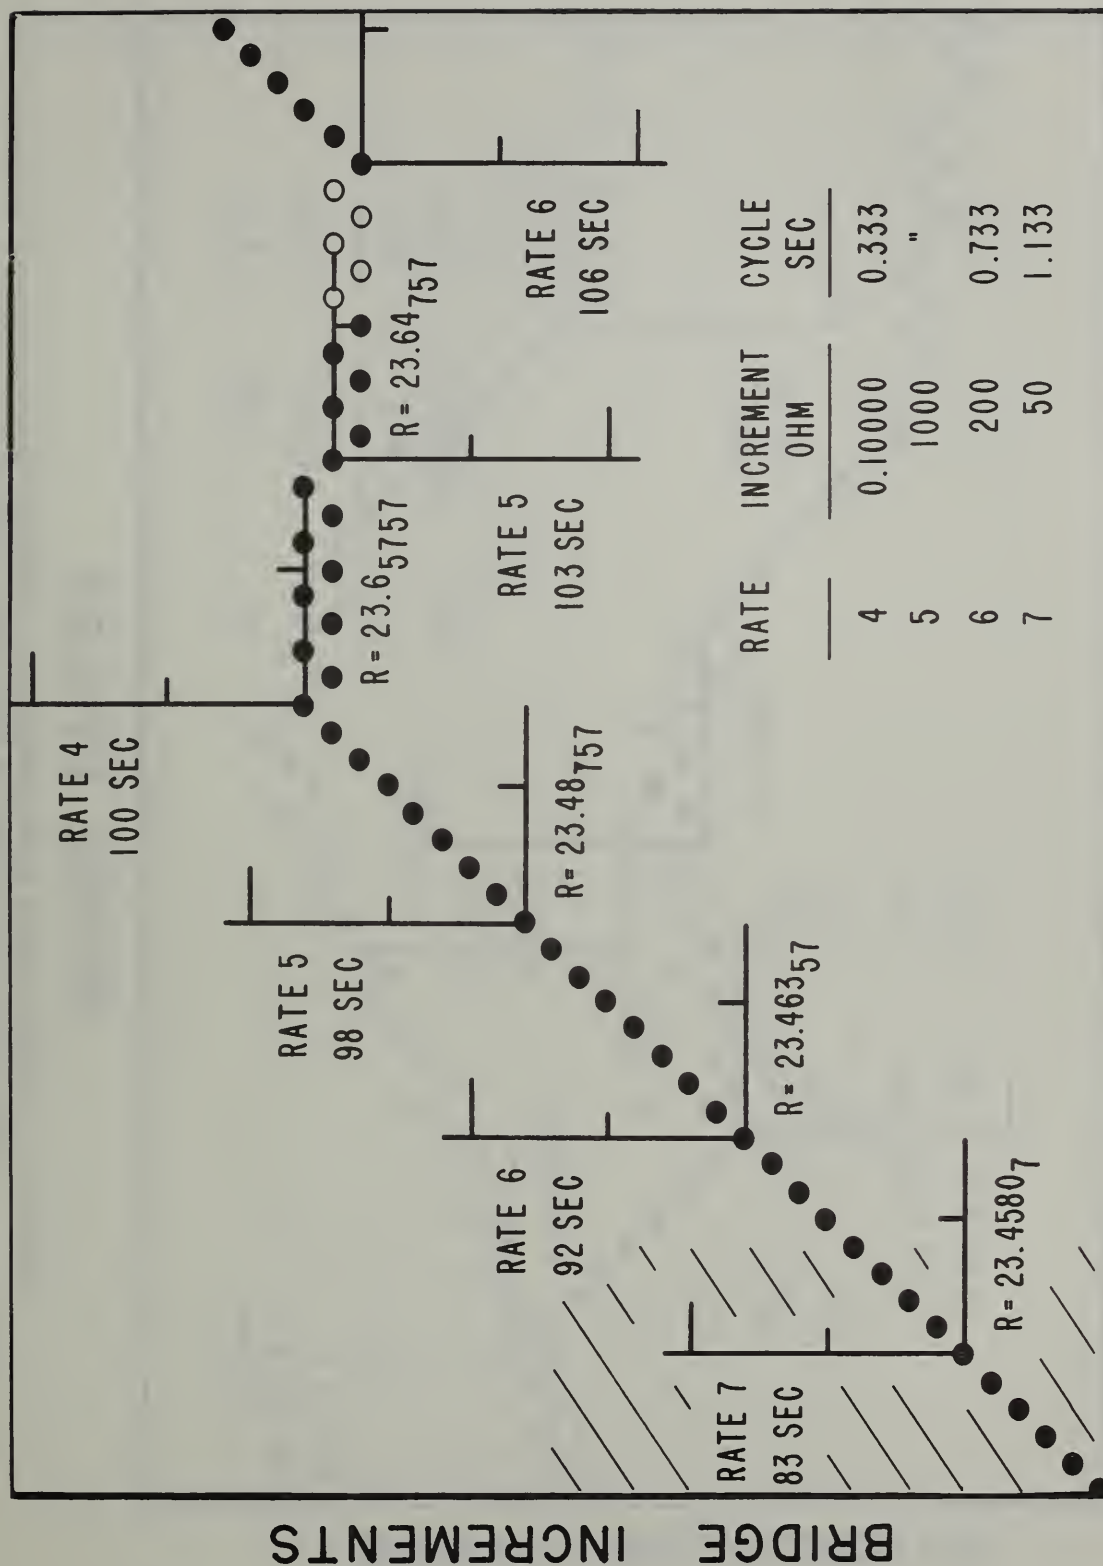 BRIDGE INCREMENTS
RATE 4
100 SEC
RATE 5
98 SEC
R = 23.6₅₇₅₇
R = 23.64₇₅₇
RATE 6
92 SEC
RATE 5
103 SEC
RATE 6
106 SEC
R = 23.48₇₅₇
RATE 7
83 SEC
R = 23.463₅₇
R = 23.4580₇
RATE INCREMENT OHM CYCLE SEC
4 0.10000 0.333
5 1000 "
6 200 0.733
7 50 1.133